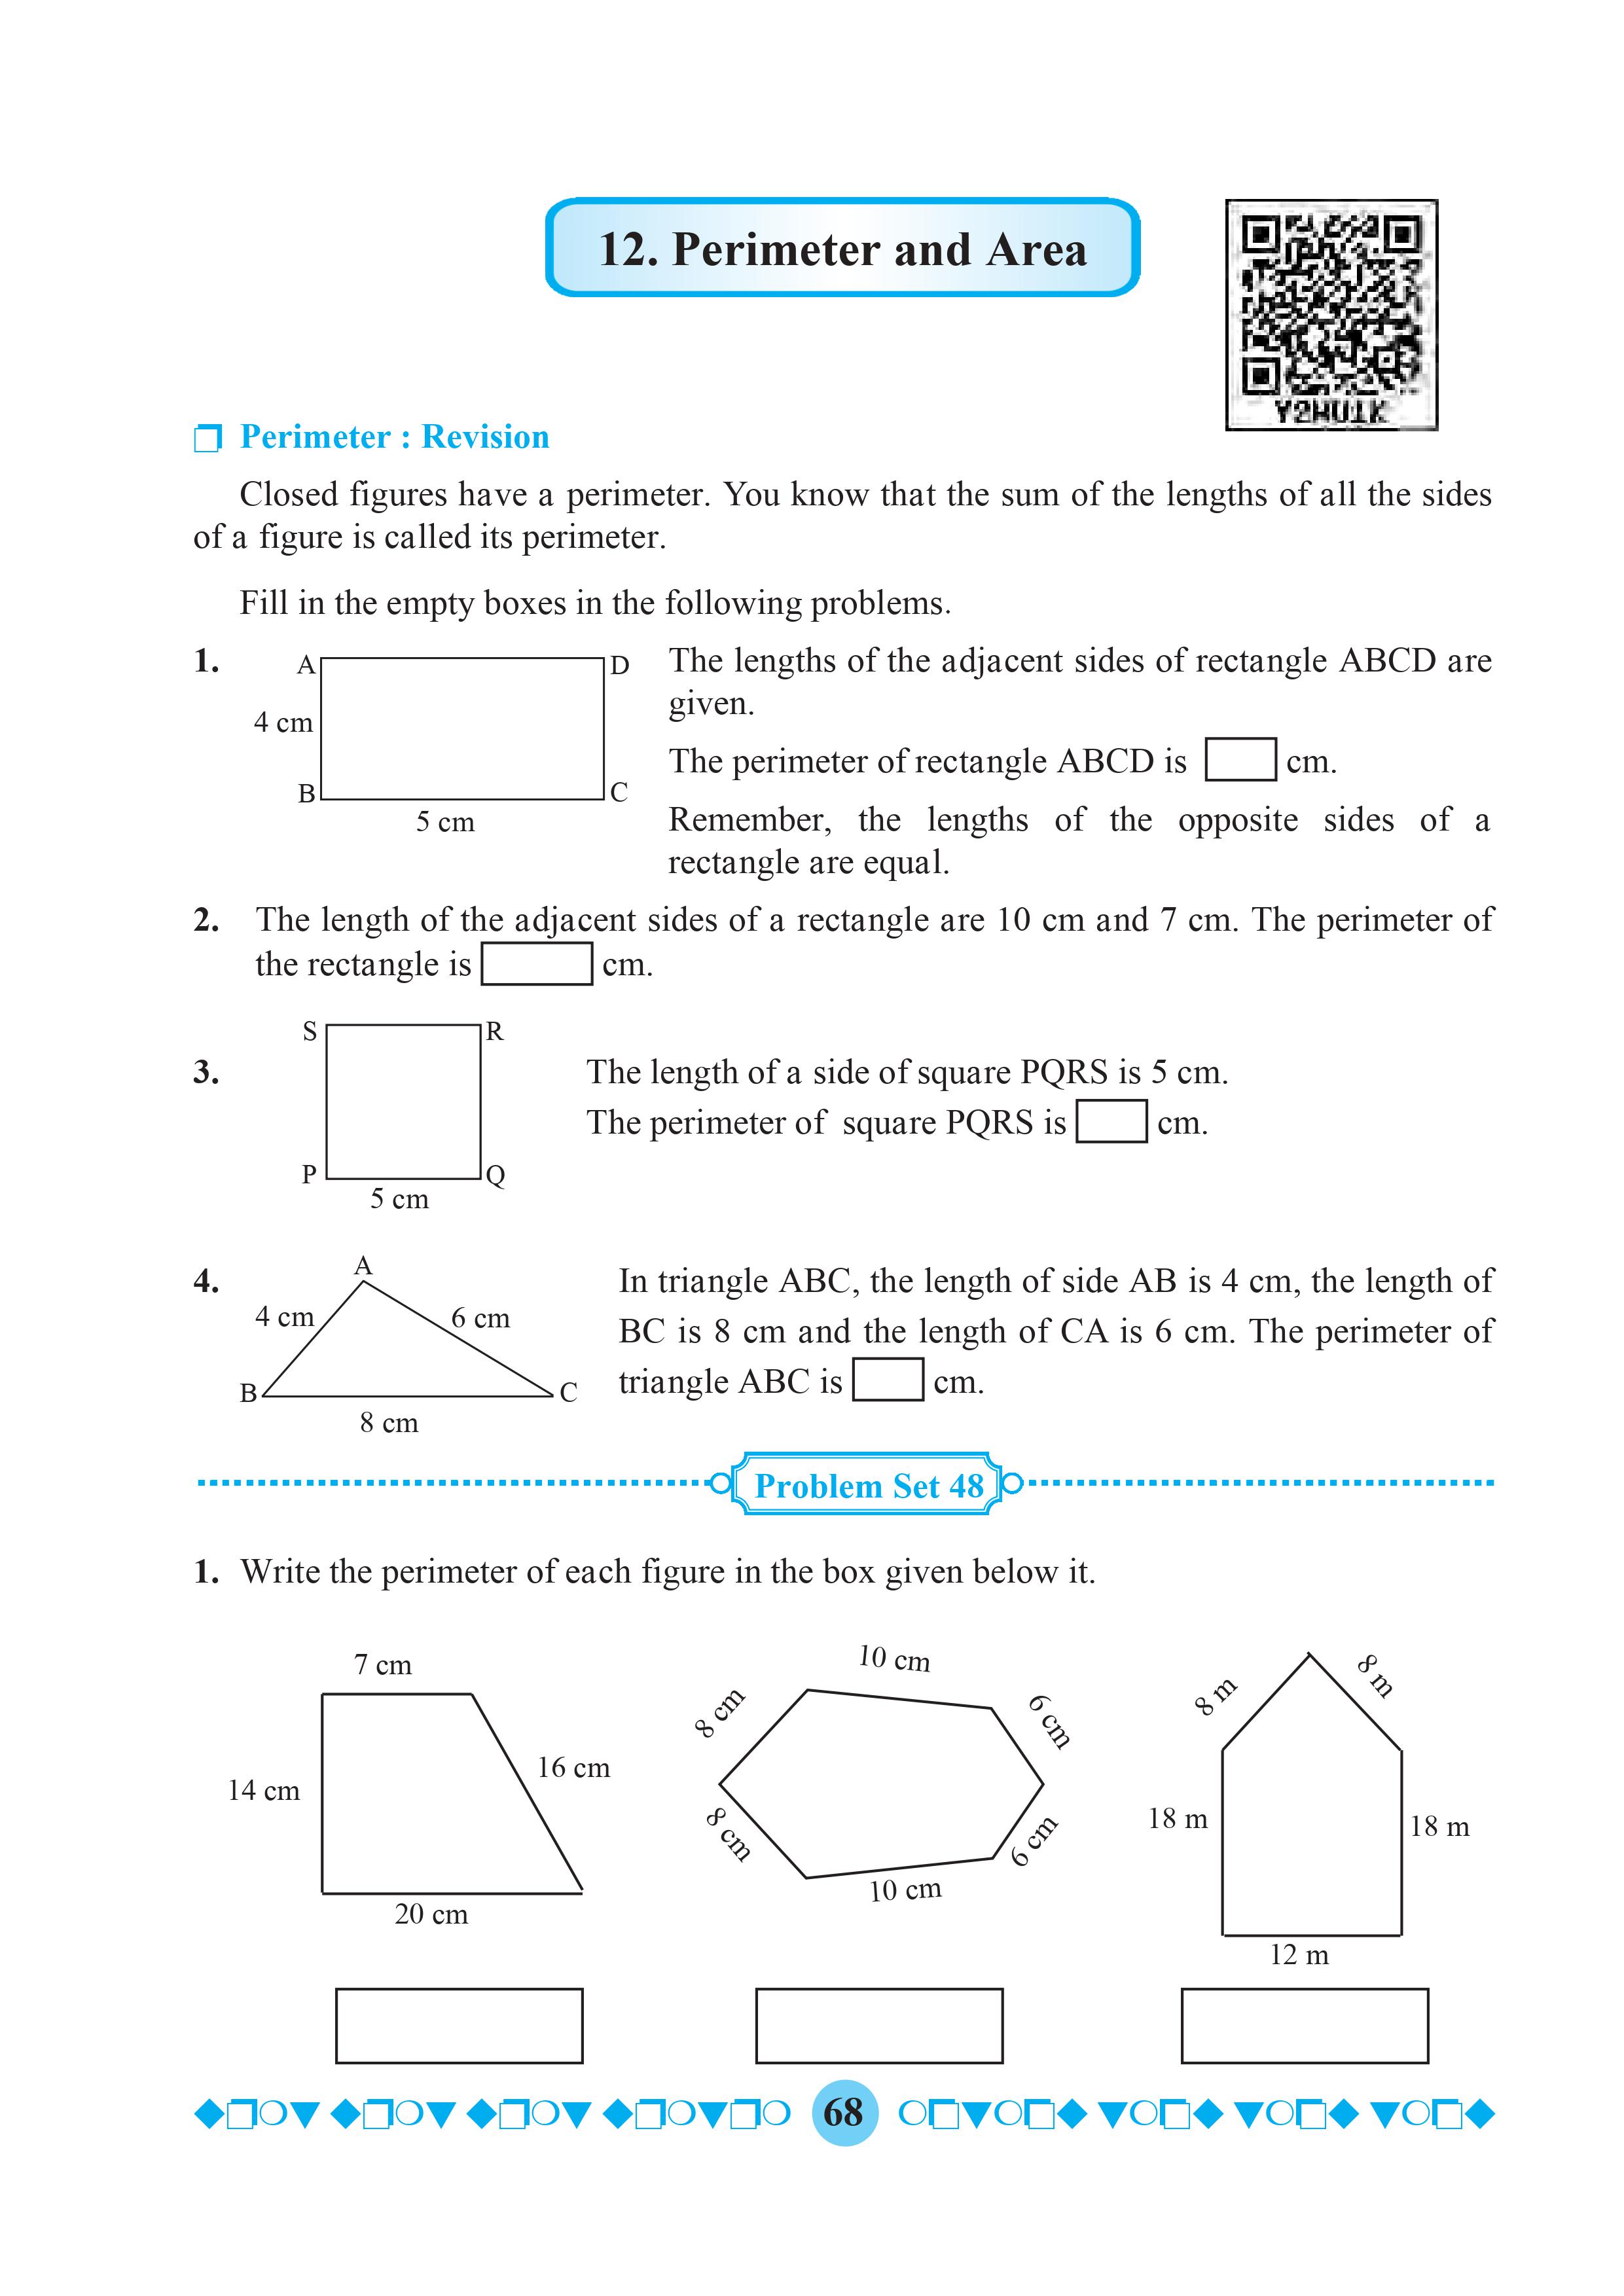 12. Perimeter and Area
Y2HU1K
Perimeter : Revision
Closed figures have a perimeter. You know that the sum of the lengths of all the sides
of a figure is called its perimeter.
Fill in the empty boxes in the following problems.
1.
A
D
4 cm
B
C
5 cm
The lengths of the adjacent sides of rectangle ABCD are
given.
The perimeter of rectangle ABCD is cm.
Remember, the lengths of the opposite sides of a
rectangle are equal.
2. The length of the adjacent sides of a rectangle are 10 cm and 7 cm. The perimeter of
the rectangle is cm.
3.
S
R
P
Q
5 cm
The length of a side of square PQRS is 5 cm.
The perimeter of square PQRS is cm.
4.
A
4 cm
6 cm
B
C
8 cm
In triangle ABC, the length of side AB is 4 cm, the length of
BC is 8 cm and the length of CA is 6 cm. The perimeter of
triangle ABC is cm.
Problem Set 48
1. Write the perimeter of each figure in the box given below it.
7 cm
14 cm
16 cm
20 cm
10 cm
8 cm
6 cm
8 cm
6 cm
10 cm
8 m
8 m
18 m
18 m
12 m
68